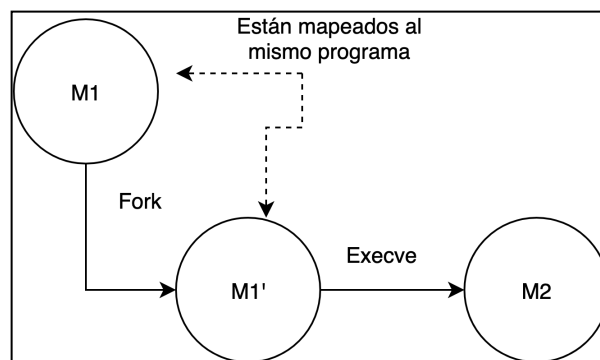 Están mapeados al
mismo programa
M1
Fork
Execve
M1'
M2